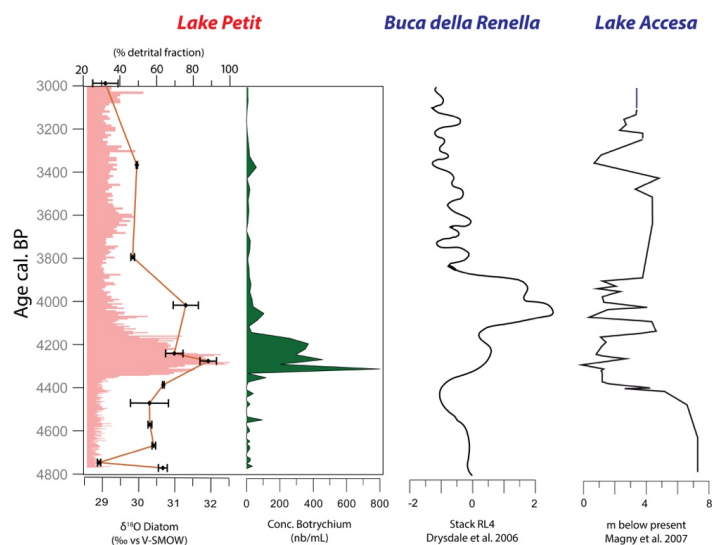 Lake Petit
Buca della Renella
Lake Accesa
(% detrital fraction)
20 40 60 80 100
Age cal. BP
3000
3200
3400
3600
3800
4000
4200
4400
4600
4800
29 30 31 32
0 200 400 600 800
-2 0 2
0 4 8
δ18O Diatom
(‰ vs V-SMOW)
Conc. Botrychium
(nb/mL)
Stack RL4
Drysdale et al. 2006
m below present
Magny et al. 2007